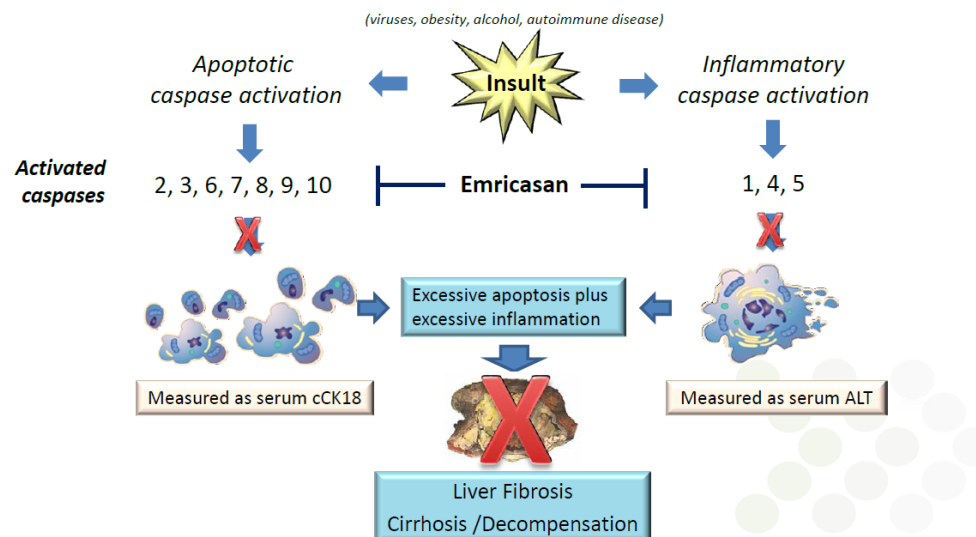 (viruses, obesity, alcohol, autoimmune disease)
Apoptotic
caspase activation
Insult
Inflammatory
caspase activation
Activated
caspases
2, 3, 6, 7, 8, 9, 10
Emricasan
1, 4, 5
X
X
Excessive apoptosis plus
excessive inflammation
Measured as serum cCK18
Measured as serum ALT
X
Liver Fibrosis
Cirrhosis /Decompensation